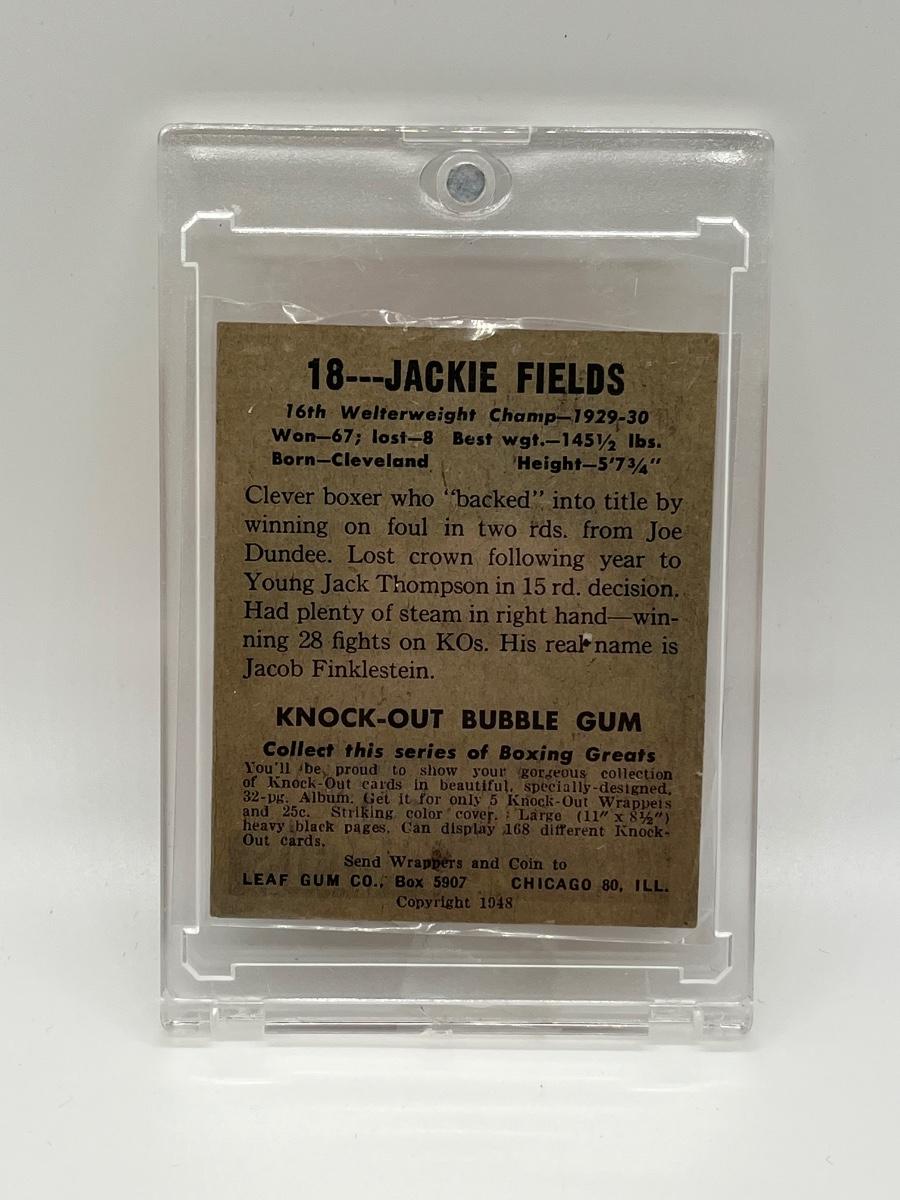 18---JACKIE FIELDS
16th Welterweight Champ—1929-30
Won—67; lost—8 Best wgt.—145½ lbs.
Born—Cleveland Height—5'7¾"
Clever boxer who "backed" into title by
winning on foul in two rds. from Joe
Dundee. Lost crown following year to
Young Jack Thompson in 15 rd. decision.
Had plenty of steam in right hand—win-
ning 28 fights on KOs. His real name is
Jacob Finklestein.
KNOCK-OUT BUBBLE GUM
Collect this series of Boxing Greats
You'll be proud to show your gorgeous collection
of Knock-Out cards in beautiful, specially-designed,
32-pg. Album. Get it for only 5 Knock-Out Wrappers
and 25c. Striking color cover. Large (11" x 8½")
heavy black pages. Can display 168 different Knock-
Out cards.
Send Wrappers and Coin to
LEAF GUM CO., Box 5907 CHICAGO 80, ILL.
Copyright 1948